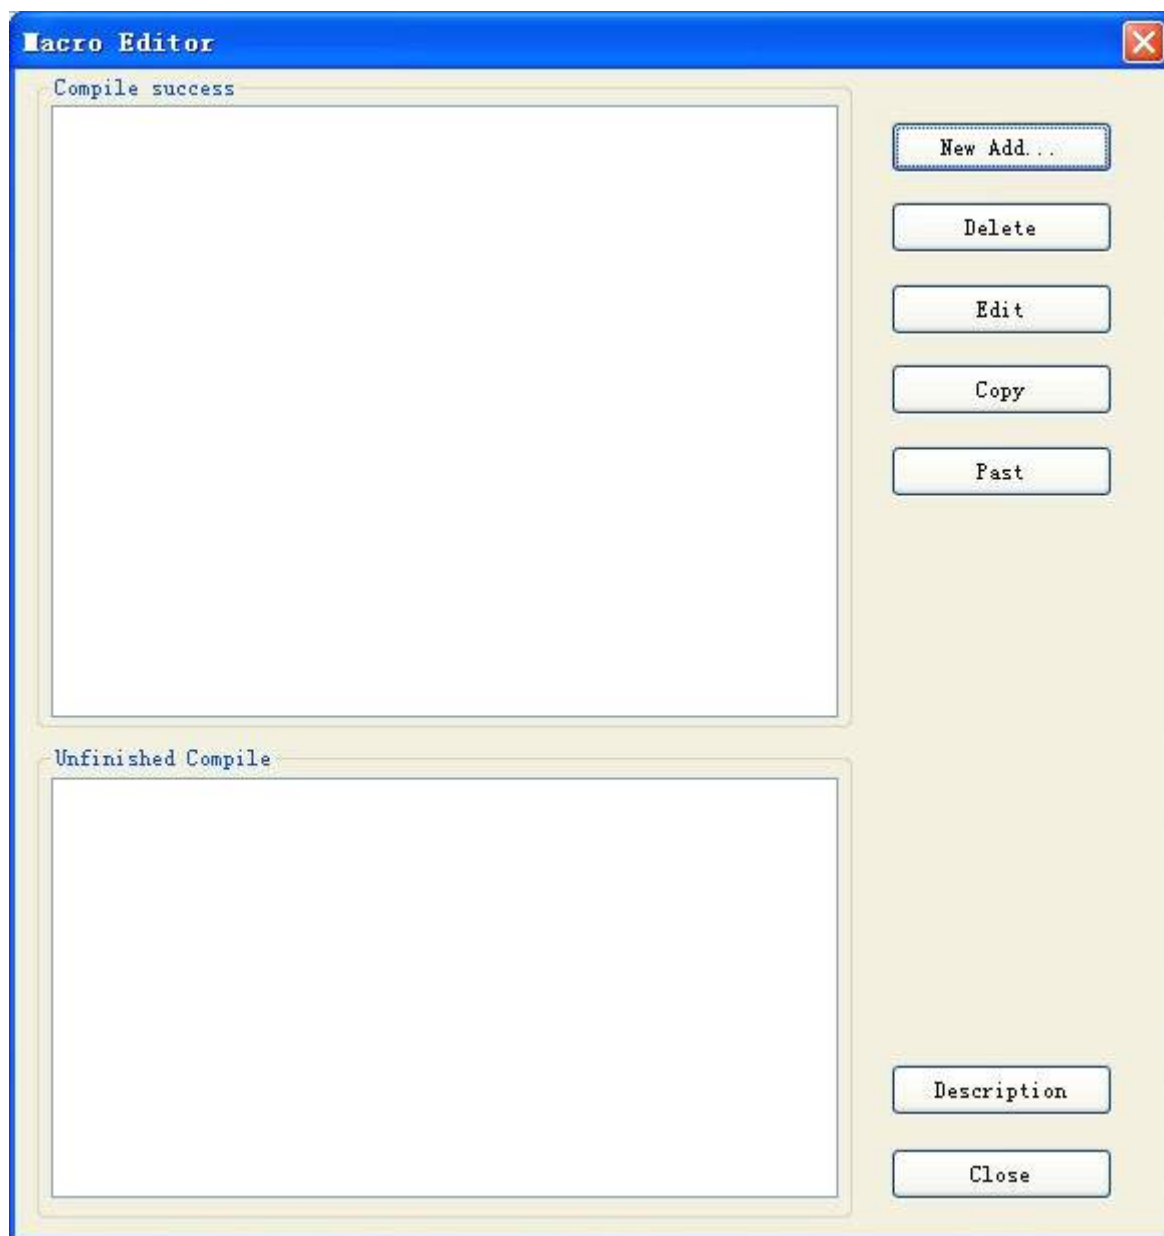 Macro Editor
Compile success
New Add...
Delete
Edit
Copy
Past
Unfinished Compile
Description
Close